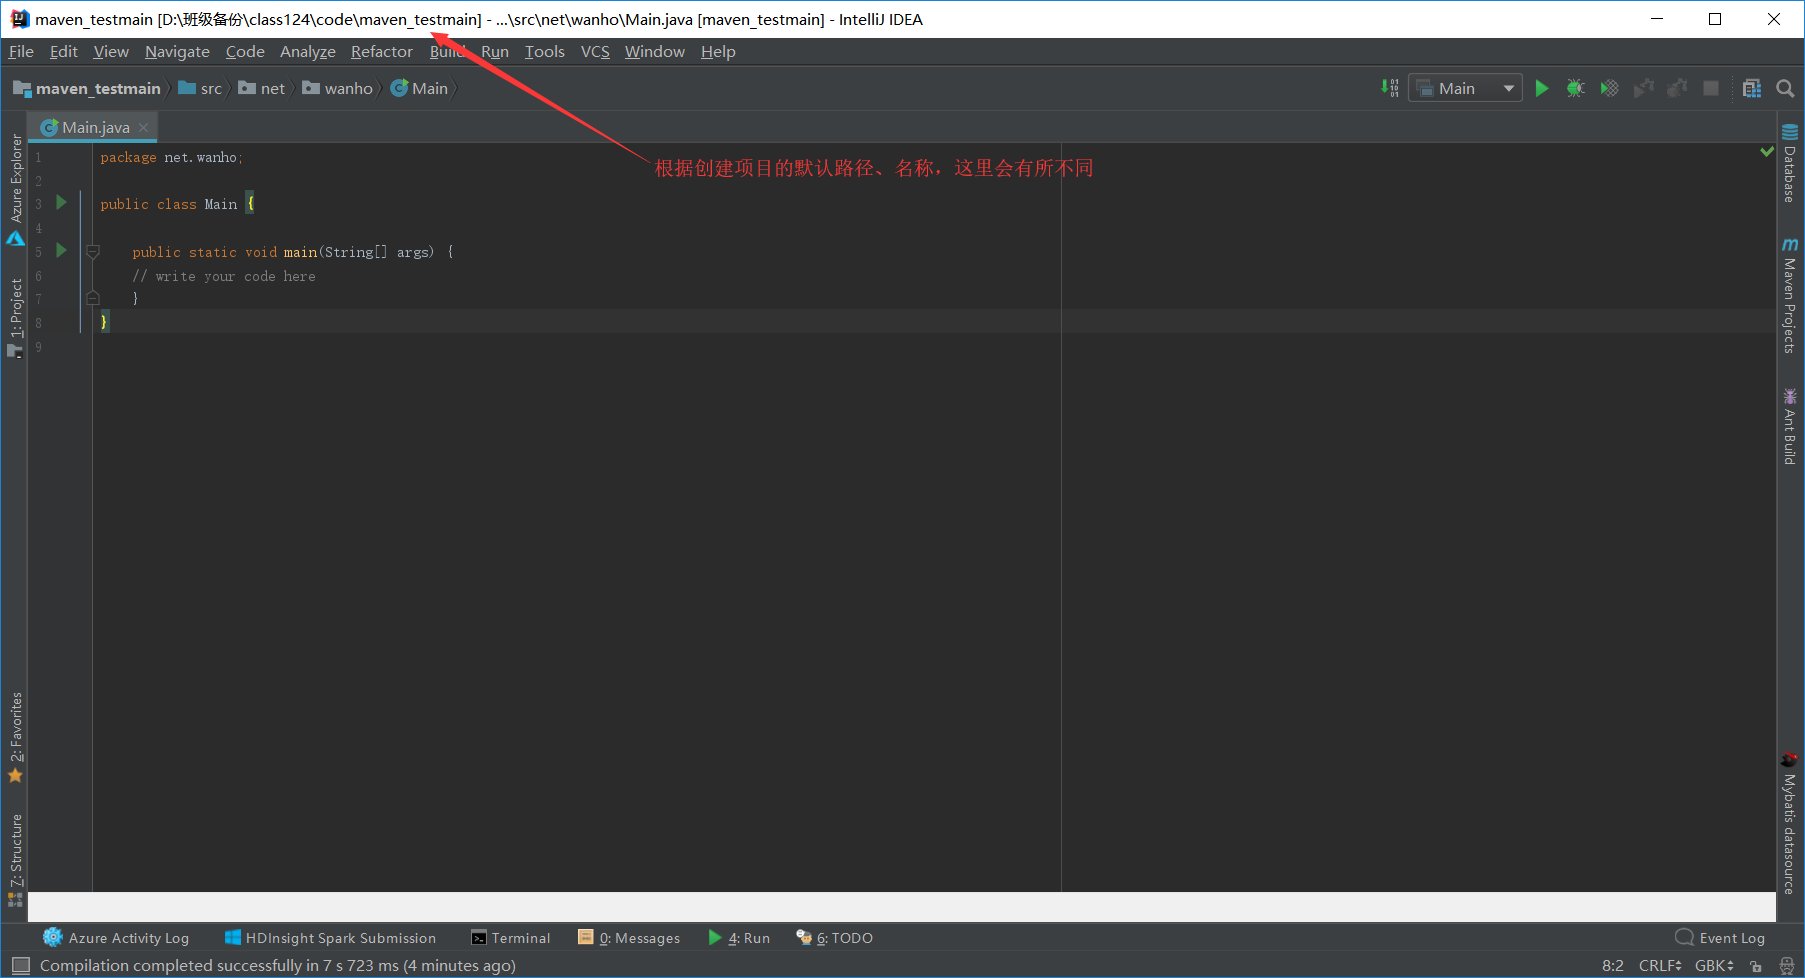 maven_testmain [D:\班级备份\class124\code\maven_testmain] - ...\src\net\wanho\Main.java [maven_testmain] - IntelliJ IDEA
File Edit View Navigate Code Analyze Refactor Build Run Tools VCS Window Help
maven_testmain src net wanho Main
Main
Main.java
根据创建项目的默认路径、名称，这里会有所不同
1 package net.wanho;
2
3 public class Main {
4
5 public static void main(String[] args) {
6 // write your code here
7 }
8 }
9
Azure Explorer
1: Project
2: Favorites
7: Structure
Database
Maven Projects
Ant Build
Mybatis datasource
Azure Activity Log HDInsight Spark Submission Terminal 0: Messages 4: Run 6: TODO Event Log
Compilation completed successfully in 7 s 723 ms (4 minutes ago) 8:2 CRLF GBK